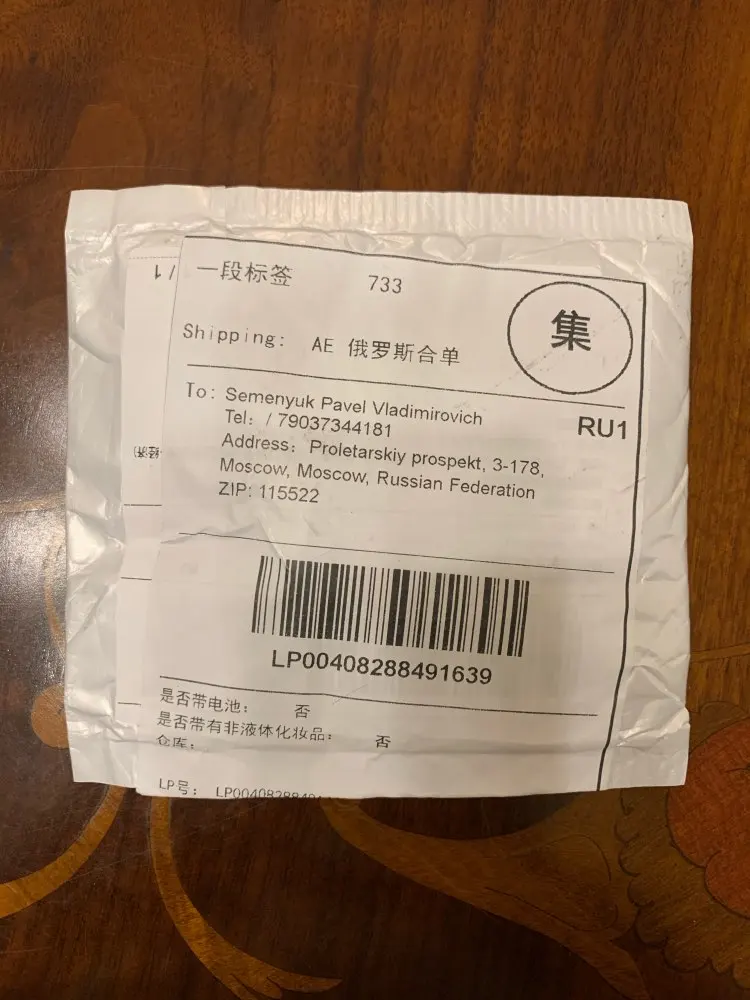 一段标签 733
集
Shipping: AE 俄罗斯合单
RU1
To: Semenyuk Pavel Vladimirovich
Tel: / 79037344181
Address: Proletarskiy prospekt, 3-178,
Moscow, Moscow, Russian Federation
ZIP: 115522
LP00408288491639
是否带电池: 否
是否带有非液体化妆品: 否
仓库:
LP号: